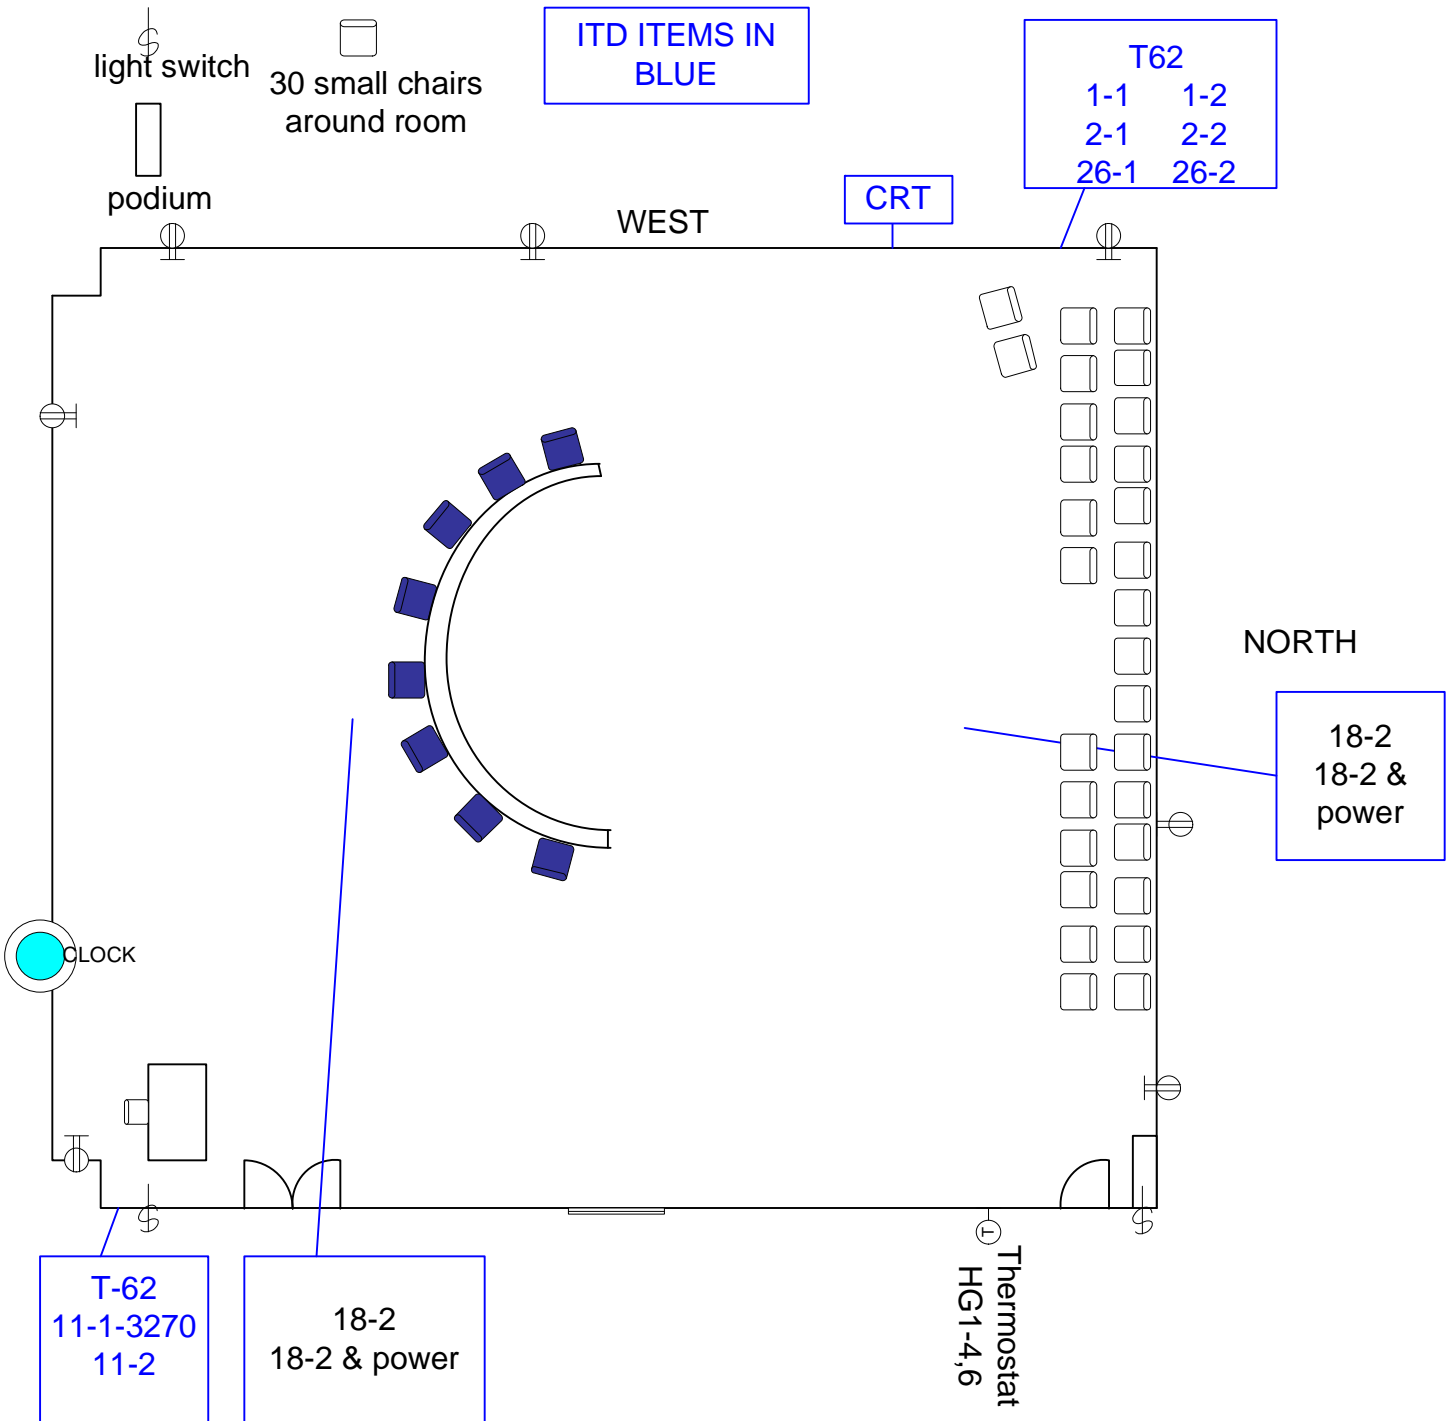 light switch
30 small chairs
around room
podium
ITD ITEMS IN
BLUE
T62
1-1 1-2
2-1 2-2
26-1 26-2
CRT
WEST
NORTH
18-2
18-2 &
power
CLOCK
T-62
11-1-3270
11-2
18-2
18-2 & power
T
Thermostat
HG1-4,6